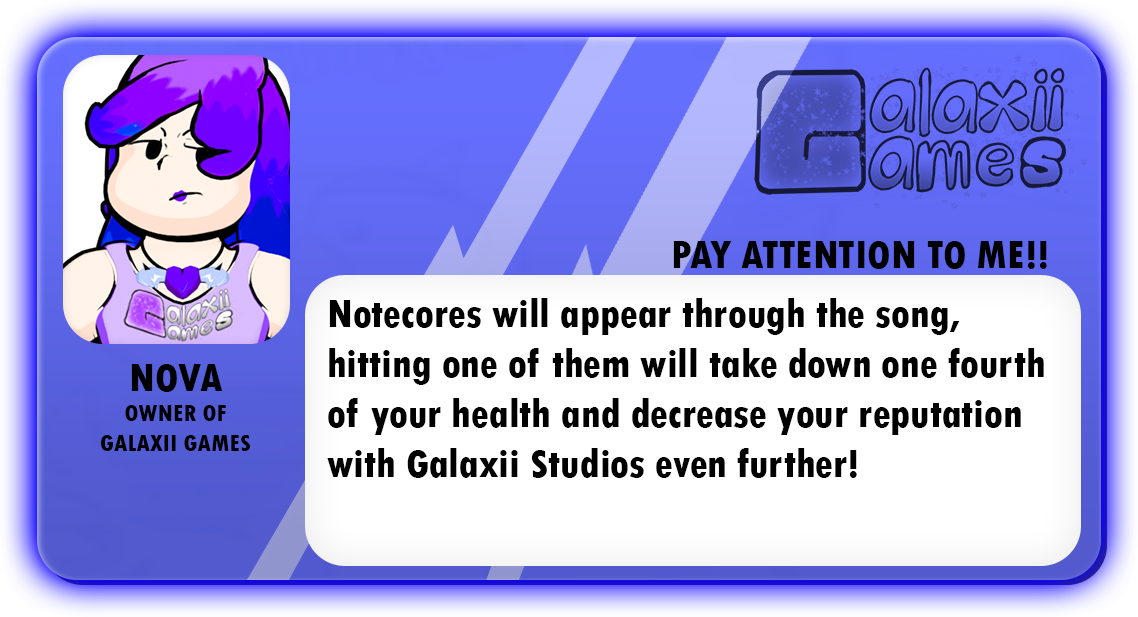 Galaxii
Games
PAY ATTENTION TO ME!!
Notecores will appear through the song,
hitting one of them will take down one fourth
of your health and decrease your reputation
with Galaxii Studios even further!
Galaxii
Games
NOVA
OWNER OF
GALAXII GAMES